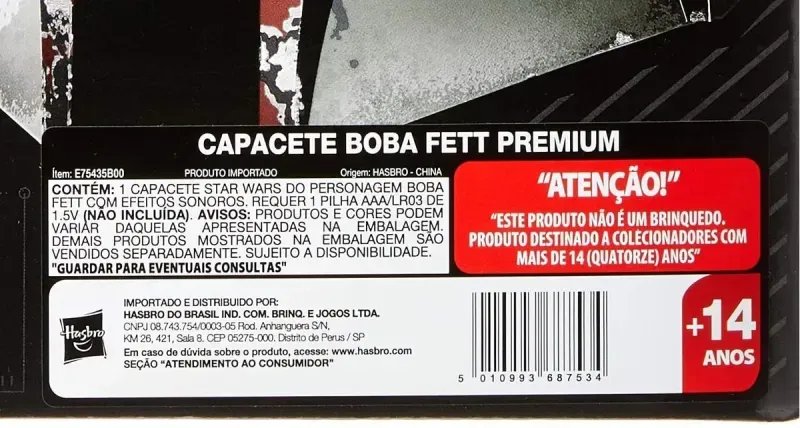 CAPACETE BOBA FETT PREMIUM
Ítem: E75435B00 PRODUTO IMPORTADO Origem: HASBRO - CHINA
CONTÉM: 1 CAPACETE STAR WARS DO PERSONAGEM BOBA
FETT COM EFEITOS SONOROS. REQUER 1 PILHA AAA/LR03 DE
1.5V (NÃO INCLUÍDA). AVISOS: PRODUTOS E CORES PODEM
VARIAR DAQUELAS APRESENTADAS NA EMBALAGEM.
DEMAIS PRODUTOS MOSTRADOS NA EMBALAGEM SÃO
VENDIDOS SEPARADAMENTE. SUJEITO A DISPONIBILIDADE.
"GUARDAR PARA EVENTUAIS CONSULTAS"
“ATENÇÃO!”
“ESTE PRODUTO NÃO É UM BRINQUEDO.
PRODUTO DESTINADO A COLECIONADORES COM
MAIS DE 14 (QUATORZE) ANOS”
Hasbro
IMPORTADO E DISTRIBUIDO POR:
HASBRO DO BRASIL IND. COM. BRINQ. E JOGOS LTDA.
CNPJ 08.743.754/0003-05 Rod. Anhanguera S/N,
KM 26, 421, Sala 8. CEP 05275-000. Distrito de Perus / SP
Em caso de dúvida sobre o produto, acesse: www.hasbro.com
SEÇÃO "ATENDIMENTO AO CONSUMIDOR"
5 010993 687534
+14
ANOS